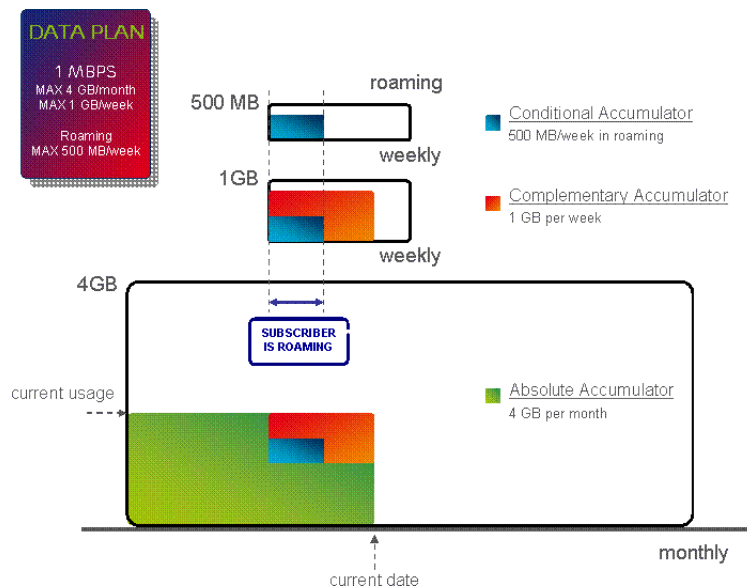 DATA PLAN
1 MBPS
MAX 4 GB/month
MAX 1 GB/week
Roaming
MAX 500 MB/week
roaming
500 MB
weekly
Conditional Accumulator
500 MB/week in roaming
1GB
weekly
Complementary Accumulator
1 GB per week
4GB
SUBSCRIBER
IS ROAMING
current usage
Absolute Accumulator
4 GB per month
monthly
current date